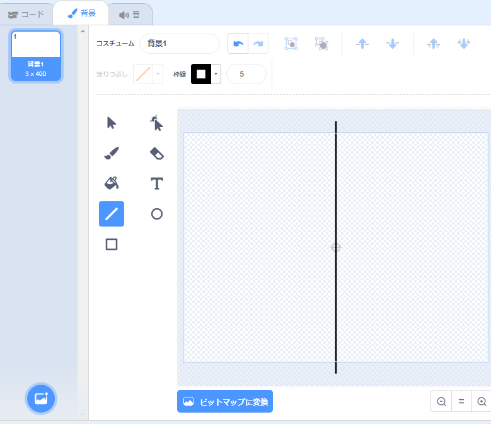 コード
背景
音
1
背景1
3 x 400
コスチューム
背景1
塗りつぶし
枠線
5
T
ビットマップに変換